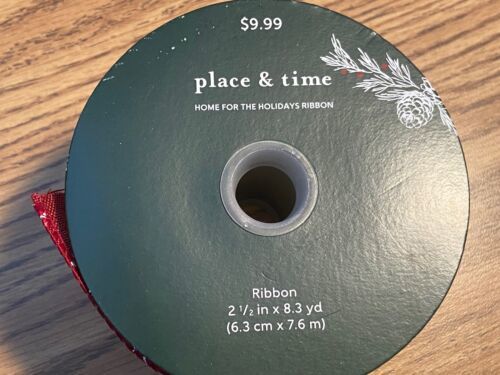 $9.99
place & time
HOME FOR THE HOLIDAYS RIBBON
Ribbon
2 1/2 in x 8.3 yd
(6.3 cm x 7.6 m)